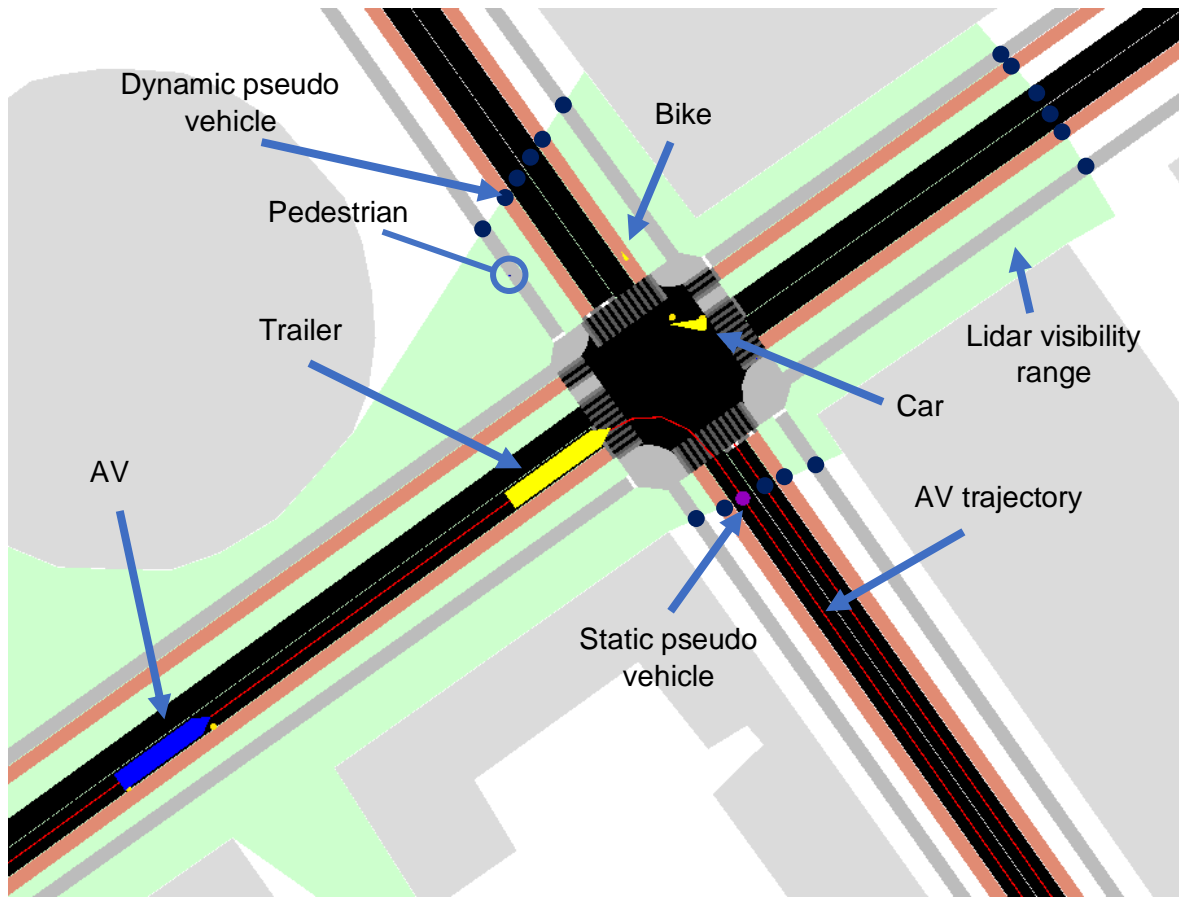 Dynamic pseudo
vehicle
Bike
Pedestrian
Trailer
Lidar visibility
range
Car
AV
AV trajectory
Static pseudo
vehicle